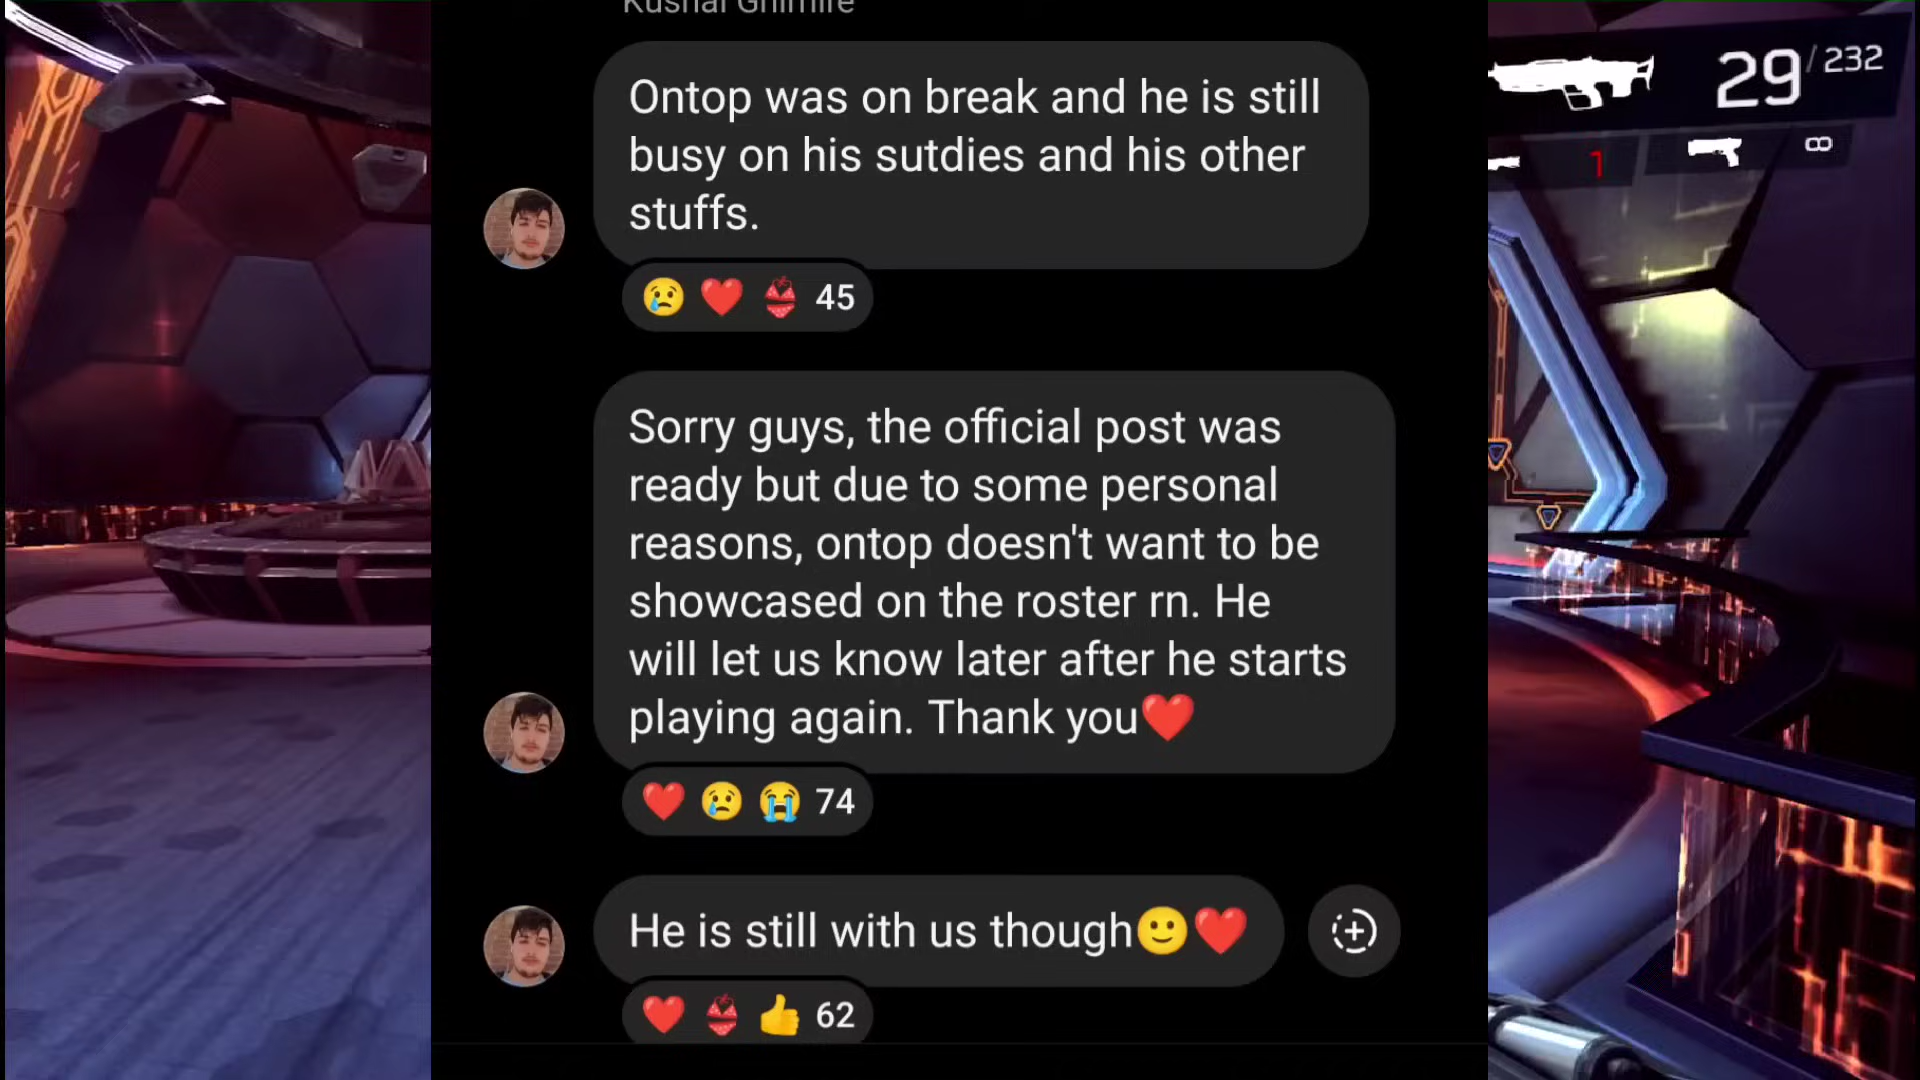 Kushal Ghimire
Ontop was on break and he is still
busy on his sutdies and his other
stuffs.
45
Sorry guys, the official post was
ready but due to some personal
reasons, ontop doesn't want to be
showcased on the roster rn. He
will let us know later after he starts
playing again. Thank you❤️
74
He is still with us though🙂❤️
62
29/232
1
∞